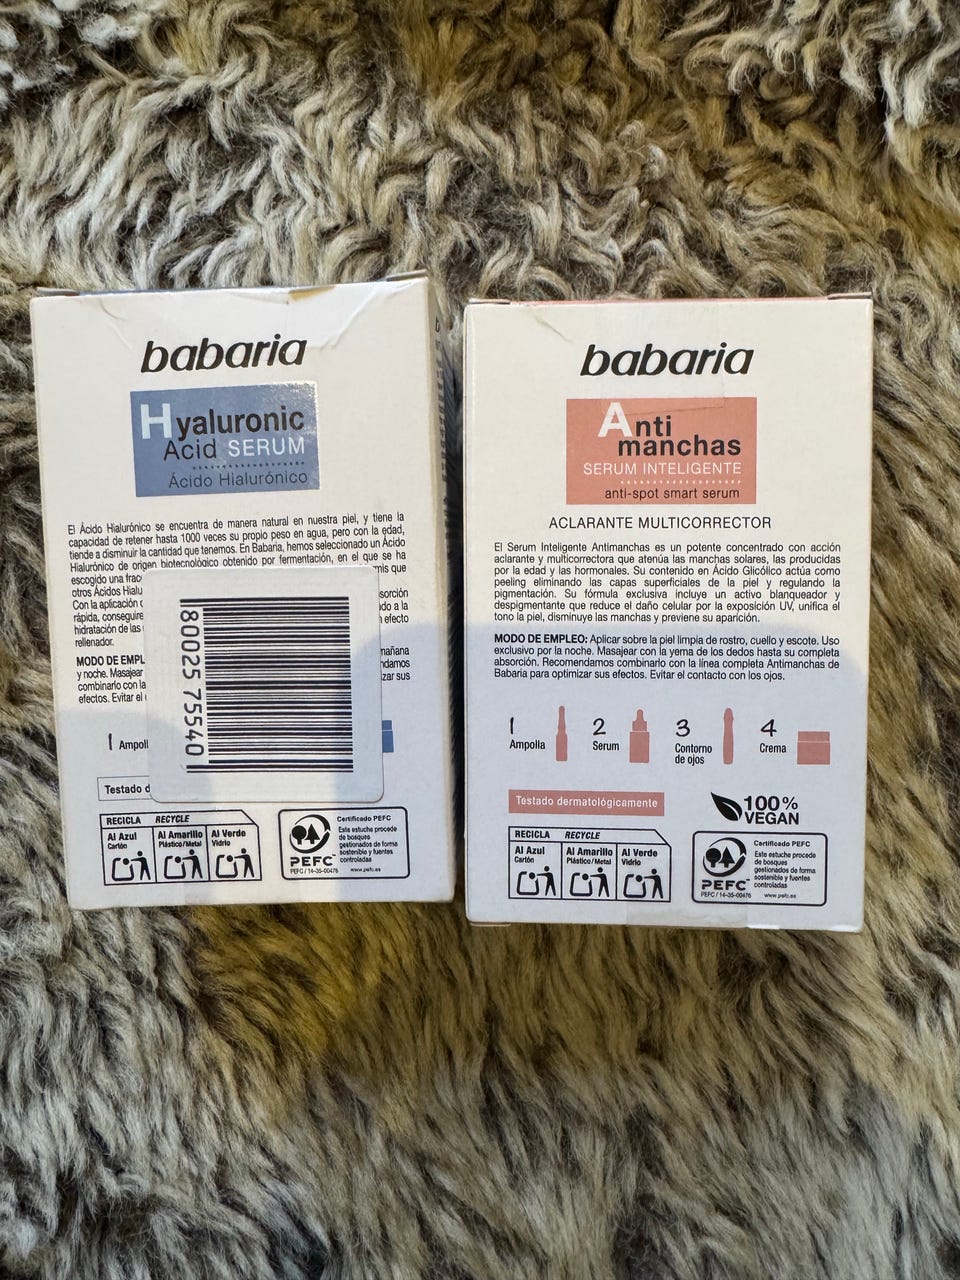 babaria
Hyaluronic
Acid SERUM
Ácido Hialurónico
El Ácido Hialurónico se encuentra de manera natural en nuestra piel, y tiene la
capacidad de retener hasta 1000 veces su propio peso en agua, pero con la edad,
tiende a disminuir la cantidad que tenemos. En Babaria, hemos seleccionado un Ácido
Hialurónico de origen biotecnológico obtenido por fermentación, en el que se ha
escogido una
otros Ácidos
Con la aplicación
rápida,
hidratación de las
rellenador.
efecto
MODO DE
mañana
y noche. Masajear
combinarlo con la
sus
efectos. Evitar el
80025 75540
1
Testado
RECICLA RECYCLE
Al Azul
Cartón
Al Amarillo
Plástico/Metal
Al Verde
Vidrio
PEFC
PEFC / 14-35-00476
Certificado PEFC
Este estuche procede
de bosques
gestionados de forma
sostenible y fuentes
controladas
www.pefc.es
babaria
Anti
manchas
SERUM INTELIGENTE
anti-spot smart serum
ACLARANTE MULTICORRECTOR
El Serum Inteligente Antimanchas es un potente concentrado con acción
aclarante y multicorrectora que atenúa las manchas solares, las producidas
por la edad y las hormonales. Su contenido en Ácido Glicólico actúa como
peeling eliminando las capas superficiales de la piel y regulando la
pigmentación. Su fórmula exclusiva incluye un activo blanqueador y
despigmentante que reduce el daño celular por la exposición UV, unifica el
tono la piel, disminuye las manchas y previene su aparición.
MODO DE EMPLEO: Aplicar sobre la piel limpia de rostro, cuello y escote. Uso
exclusivo por la noche. Masajear con la yema de los dedos hasta su completa
absorción. Recomendamos combinarlo con la línea completa Antimanchas de
Babaria para optimizar sus efectos. Evitar el contacto con los ojos.
1
Ampolla
2
Serum
3
Contorno
de ojos
4
Crema
Testado dermatológicamente
100%
VEGAN
RECICLA RECYCLE
Al Azul
Cartón
Al Amarillo
Plástico/Metal
Al Verde
Vidrio
PEFC
PEFC / 14-35-00476
Certificado PEFC
Este estuche procede
de bosques
gestionados de forma
sostenible y fuentes
controladas
www.pefc.es